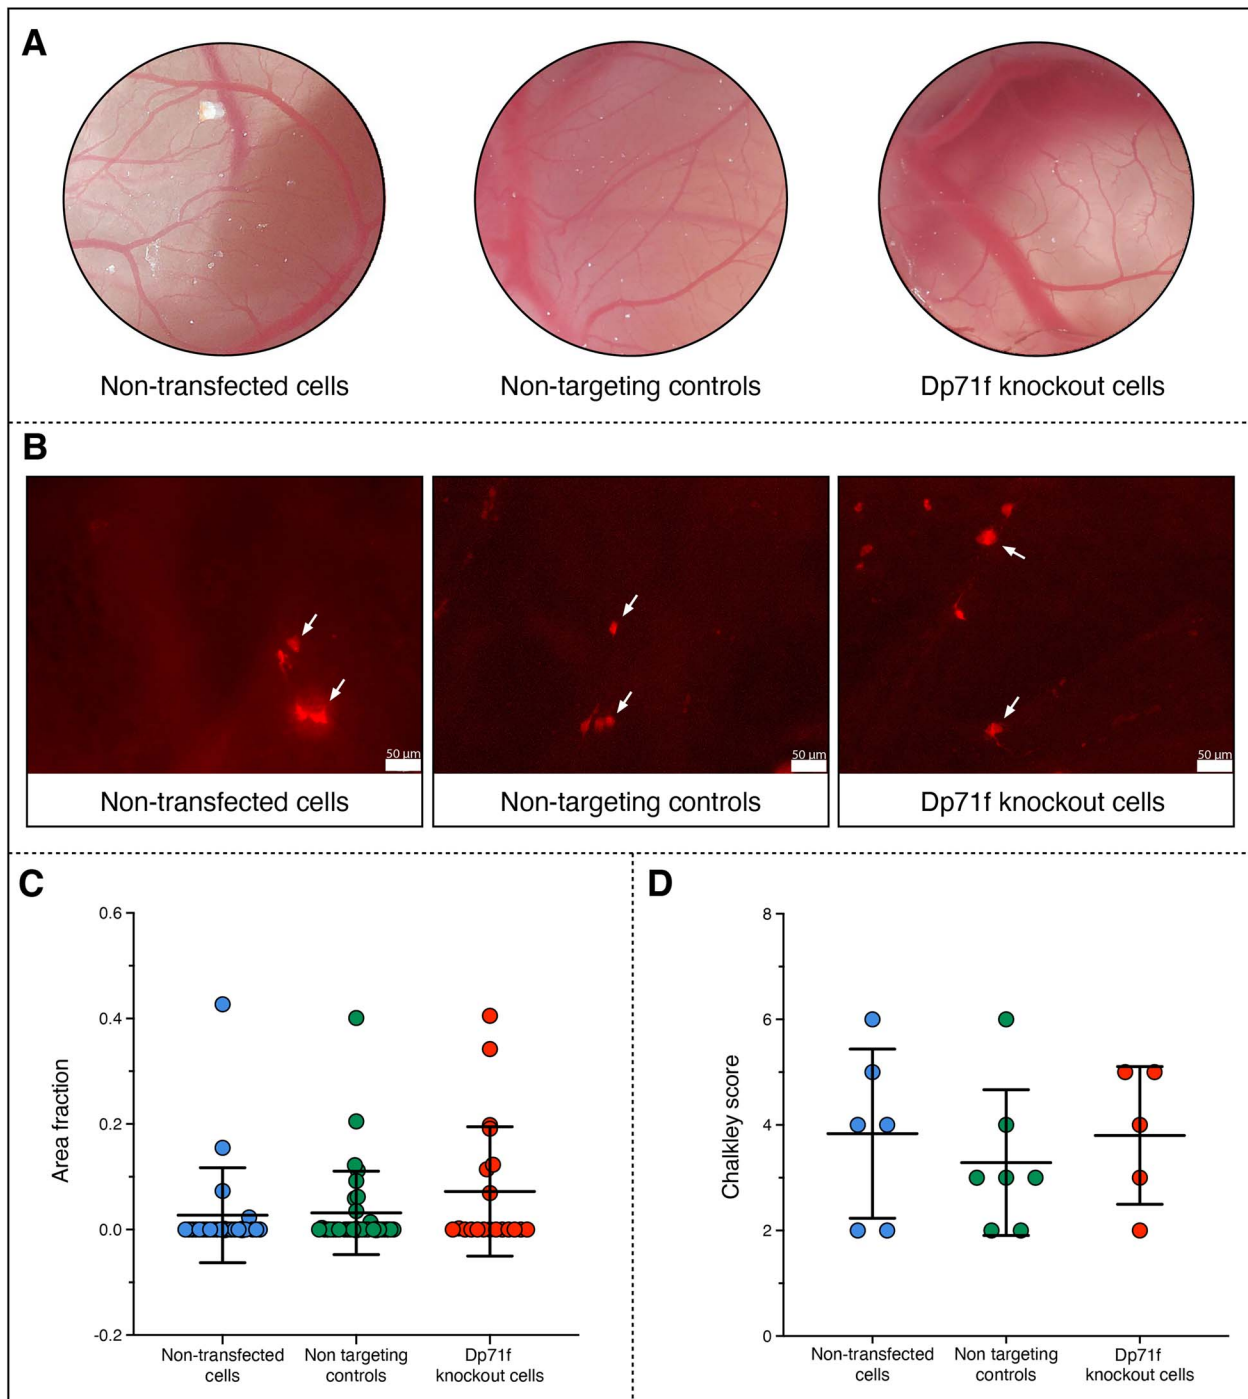 A
Non-transfected cells
Non-targeting controls
Dp71f knockout cells
B
50 µm
50 µm
50 µm
Non-transfected cells
Non-targeting controls
Dp71f knockout cells
C
Area fraction
0.6
0.4
0.2
0.0
-0.2
Non-transfected
cells
Non targeting
controls
Dp71f
knockout cells
D
Chalkley score
8
6
4
2
0
Non-transfected
cells
Non targeting
controls
Dp71f
knockout cells